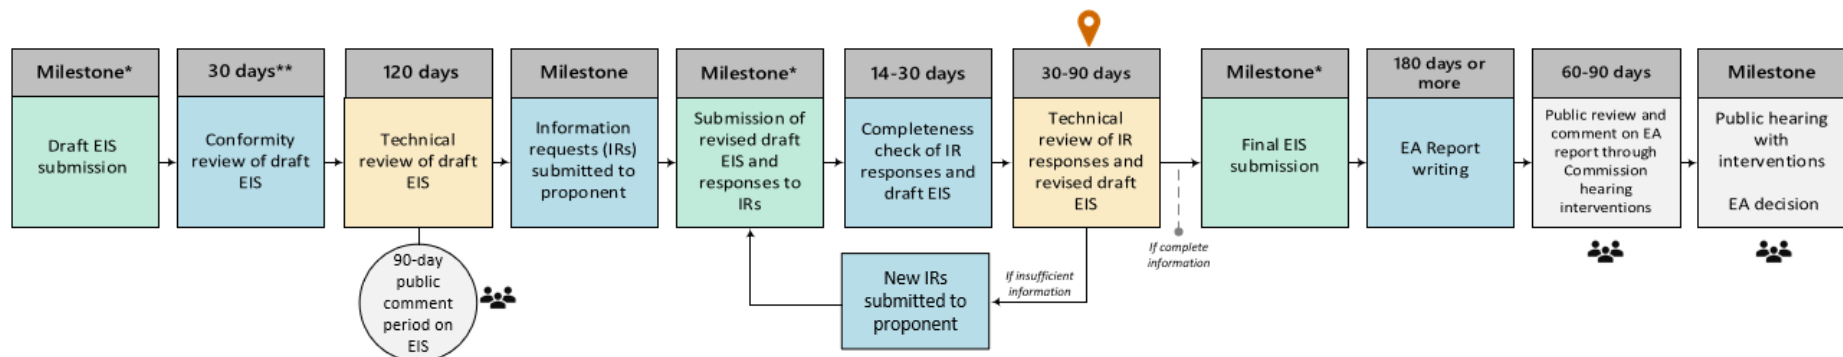 Milestone*
Draft EIS
submission
30 days**
Conformity
review of draft
EIS
120 days
Technical
review of draft
EIS
90-day
public
comment
period on
EIS
Milestone
Information
requests (IRs)
submitted to
proponent
Milestone*
Submission of
revised draft
EIS and
responses to
IRs
14-30 days
Completeness
check of IR
responses and
draft EIS
30-90 days
Technical
review of IR
responses and
revised draft
EIS
If insufficient
information
New IRs
submitted to
proponent
If complete
information
Milestone*
Final EIS
submission
180 days or
more
EA Report
writing
60-90 days
Public review and
comment on EA
report through
Commission
hearing
interventions
Milestone
Public hearing
with
interventions
EA decision